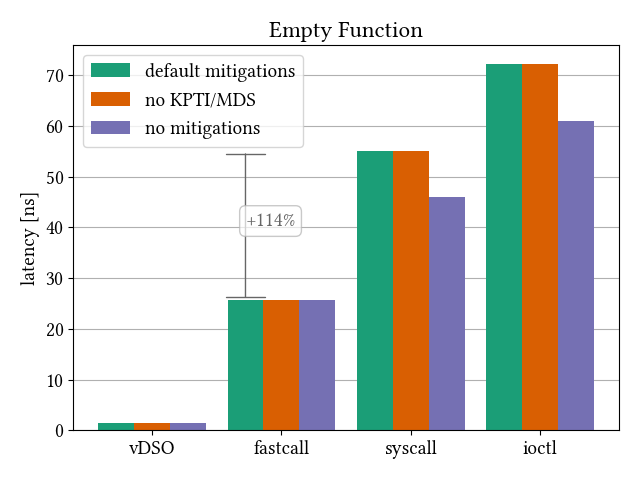 Empty Function
default mitigations
no KPTI/MDS
no mitigations
+114%
latency [ns]
70
60
50
40
30
20
10
0
vDSO
fastcall
syscall
ioctl